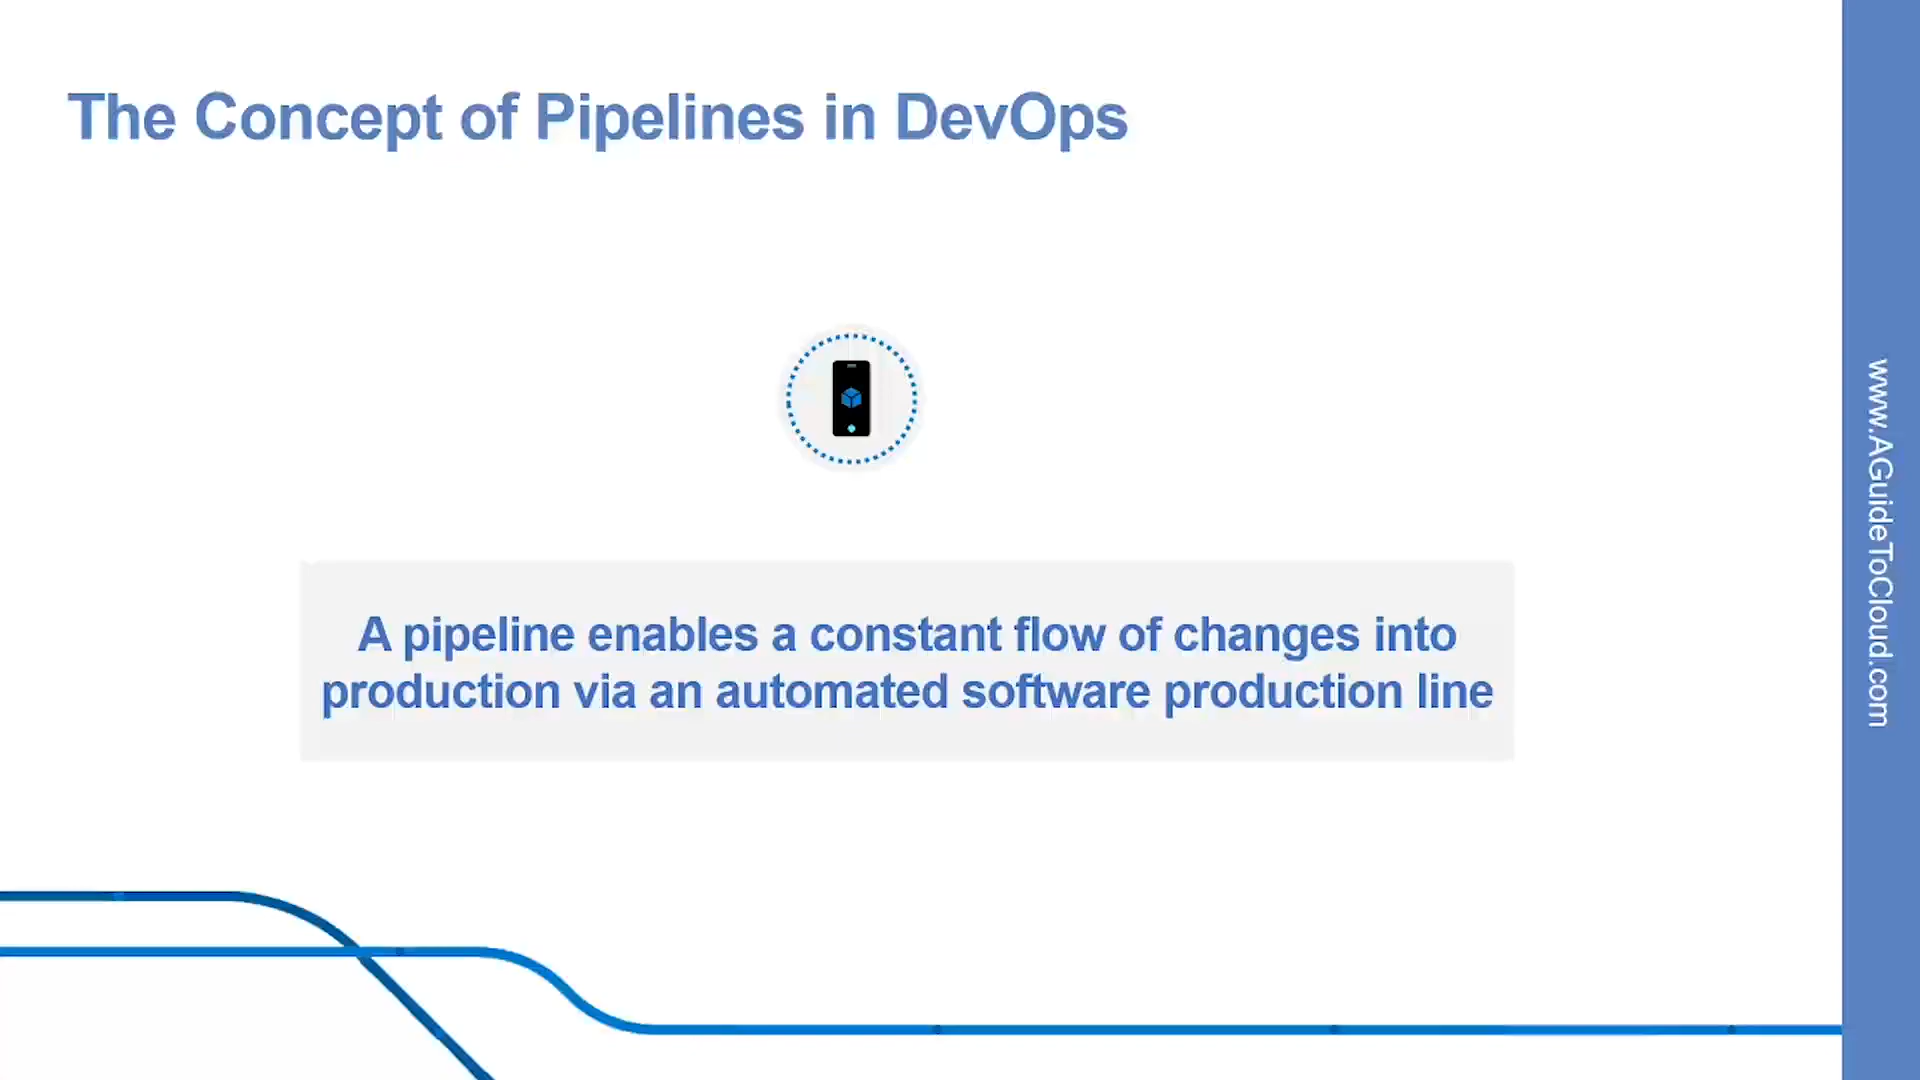 The Concept of Pipelines in DevOps
A pipeline enables a constant flow of changes into
production via an automated software production line
www.AGuideToCloud.com